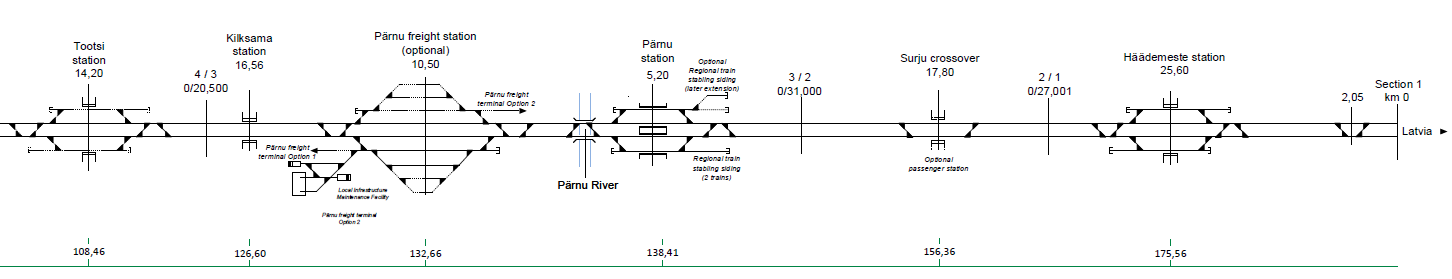 Tootsi
station
14,20
4 / 3
0/20,500
Kilksama
station
16,56
Pärnu freight station
(optional)
10,50
Pärnu freight
terminal Option 2
Pärnu freight
terminal Option 1
Local Infrastructure
Maintenance Facility
Pärnu freight terminal
Option 2
Pärnu River
Pärnu
station
5,20
Optional
Regional train
stabling siding
(later extension)
Regional train
stabling siding
(2 trains)
3 / 2
0/31,000
Surju crossover
17,80
Optional
passenger station
2 / 1
0/27,001
Häädemeste station
25,60
2,05
Section 1
km 0
Latvia
108,46
126,60
132,66
138,41
156,36
175,56